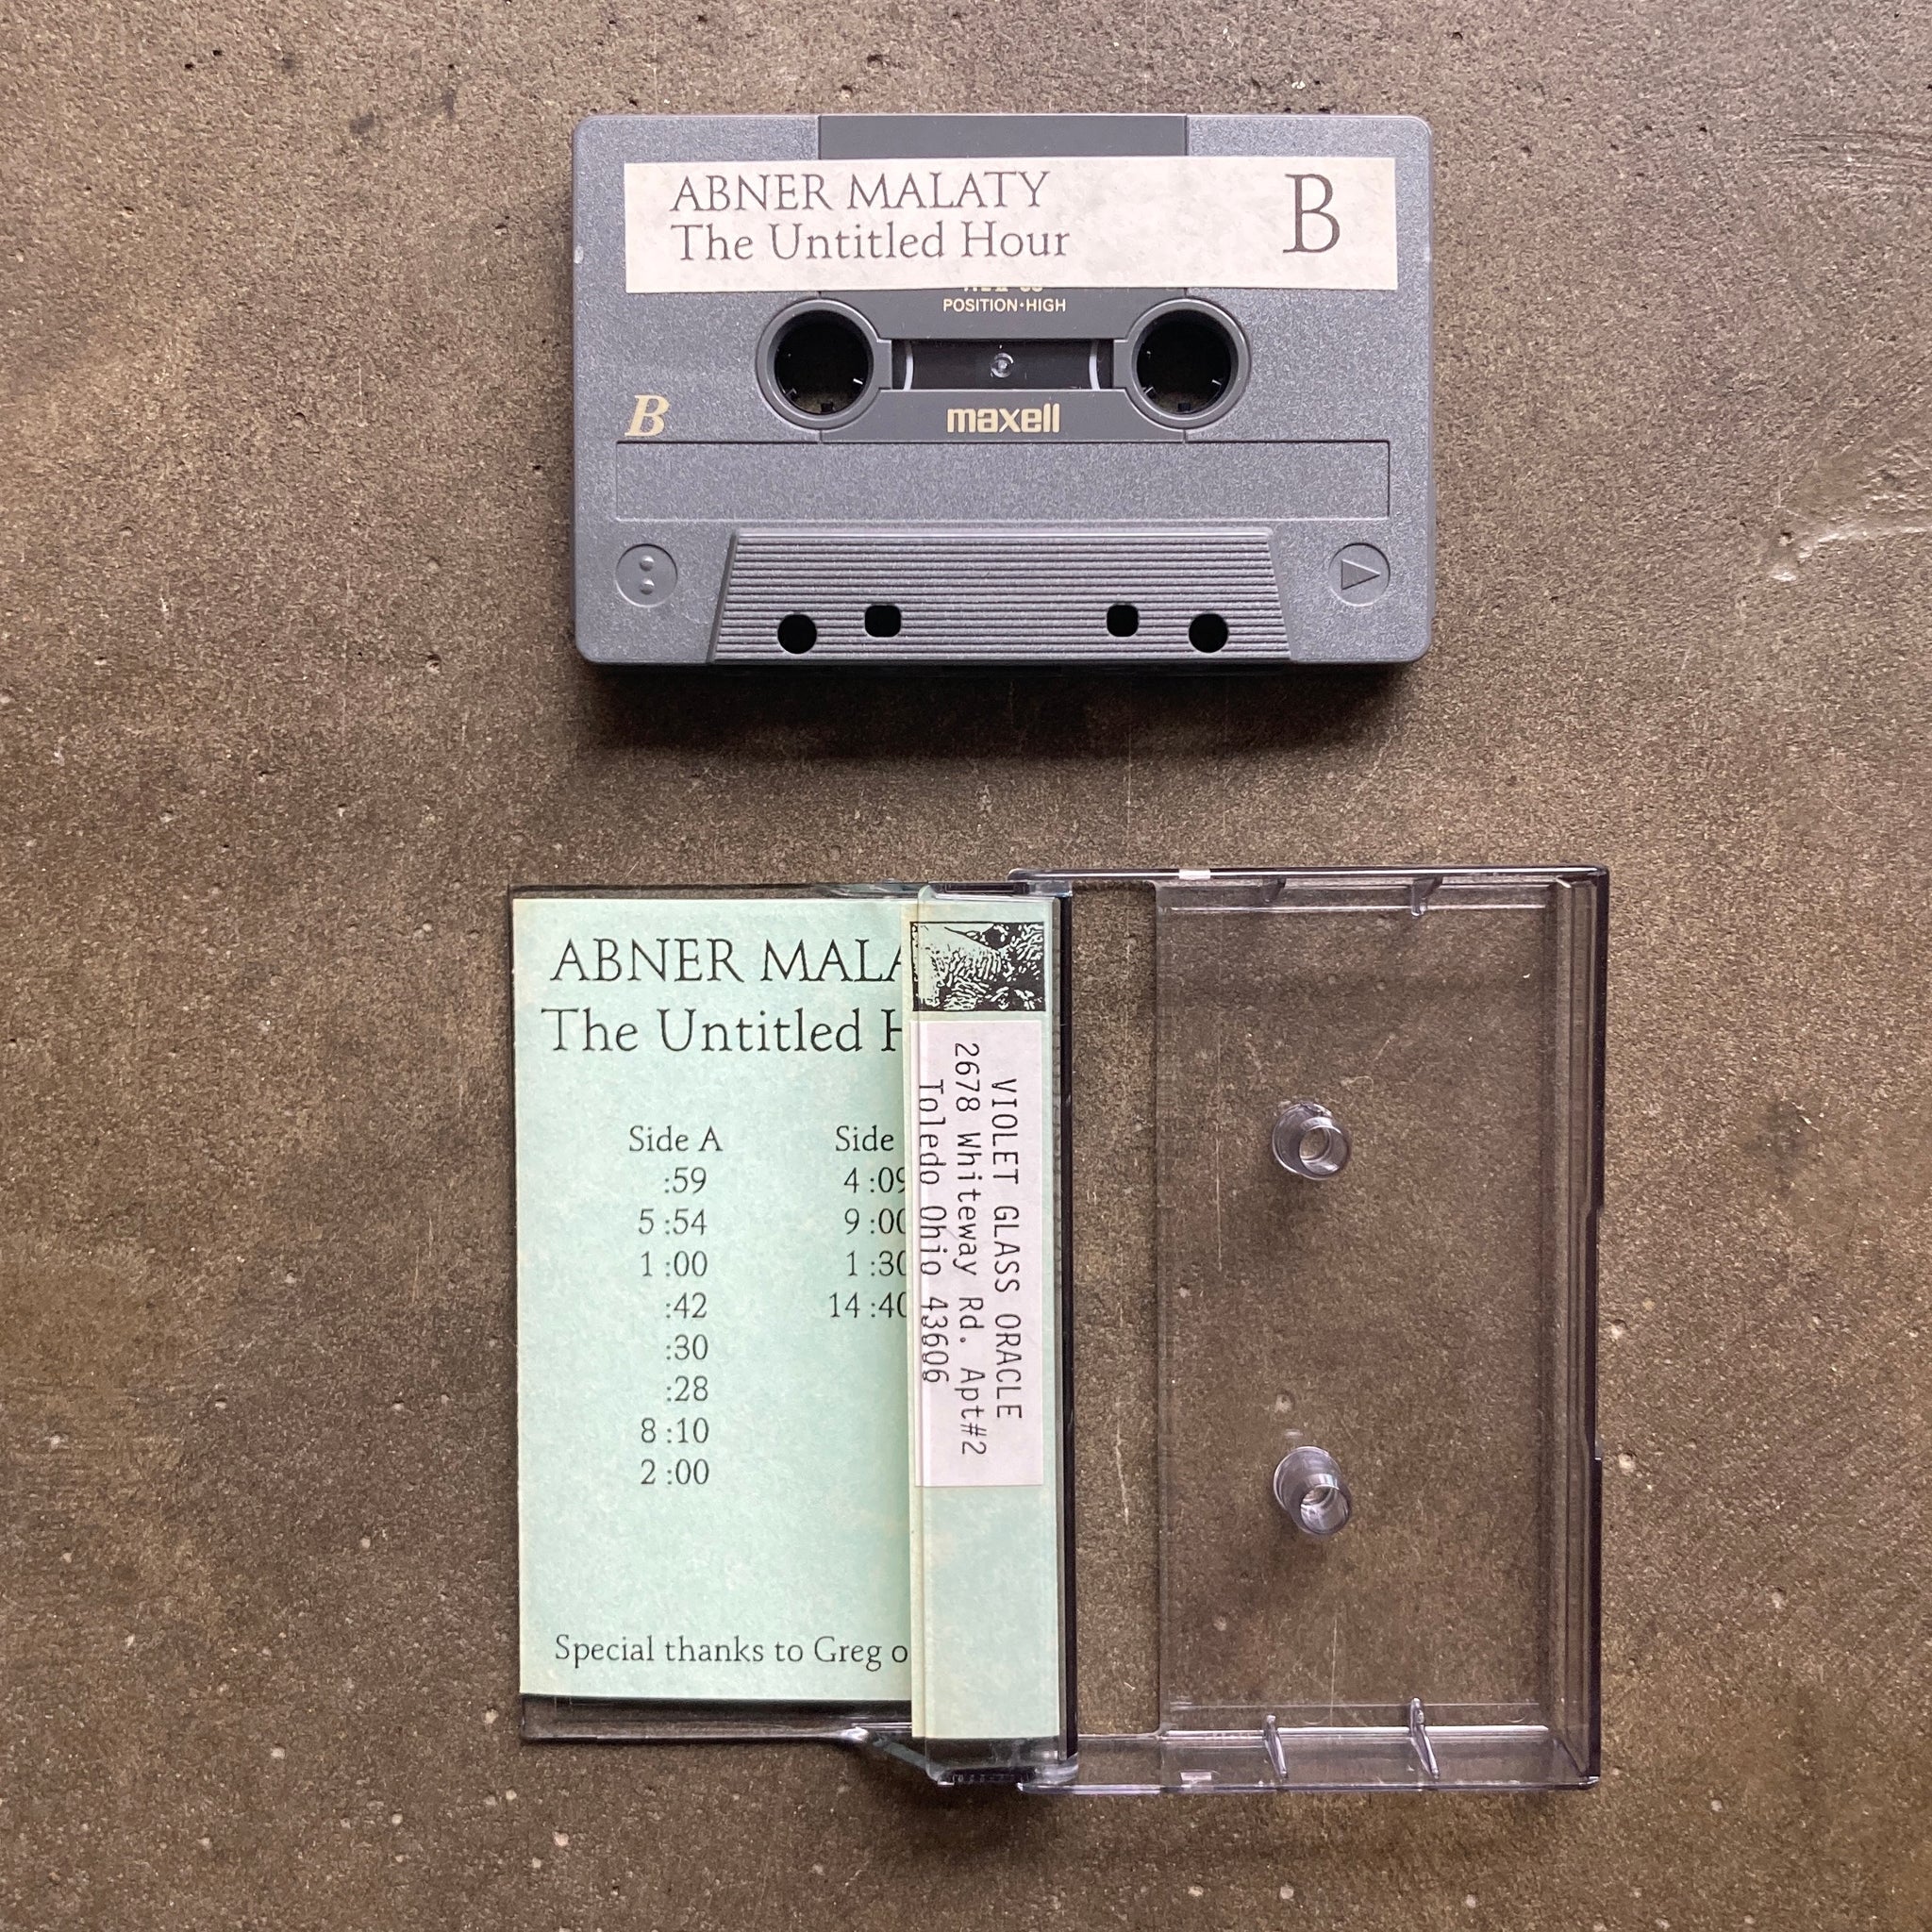 ABNER MALATY
The Untitled Hour
B
POSITION·HIGH
B
maxell
ABNER MALA
The Untitled H
Side A
:59
5 :54
1 :00
:42
:30
:28
8 :10
2 :00
Side
4 :09
9 :00
1 :30
14 :40
Special thanks to Greg o
VIOLET GLASS ORACLE
2678 Whiteway Rd. Apt#2
Toledo Ohio 43606